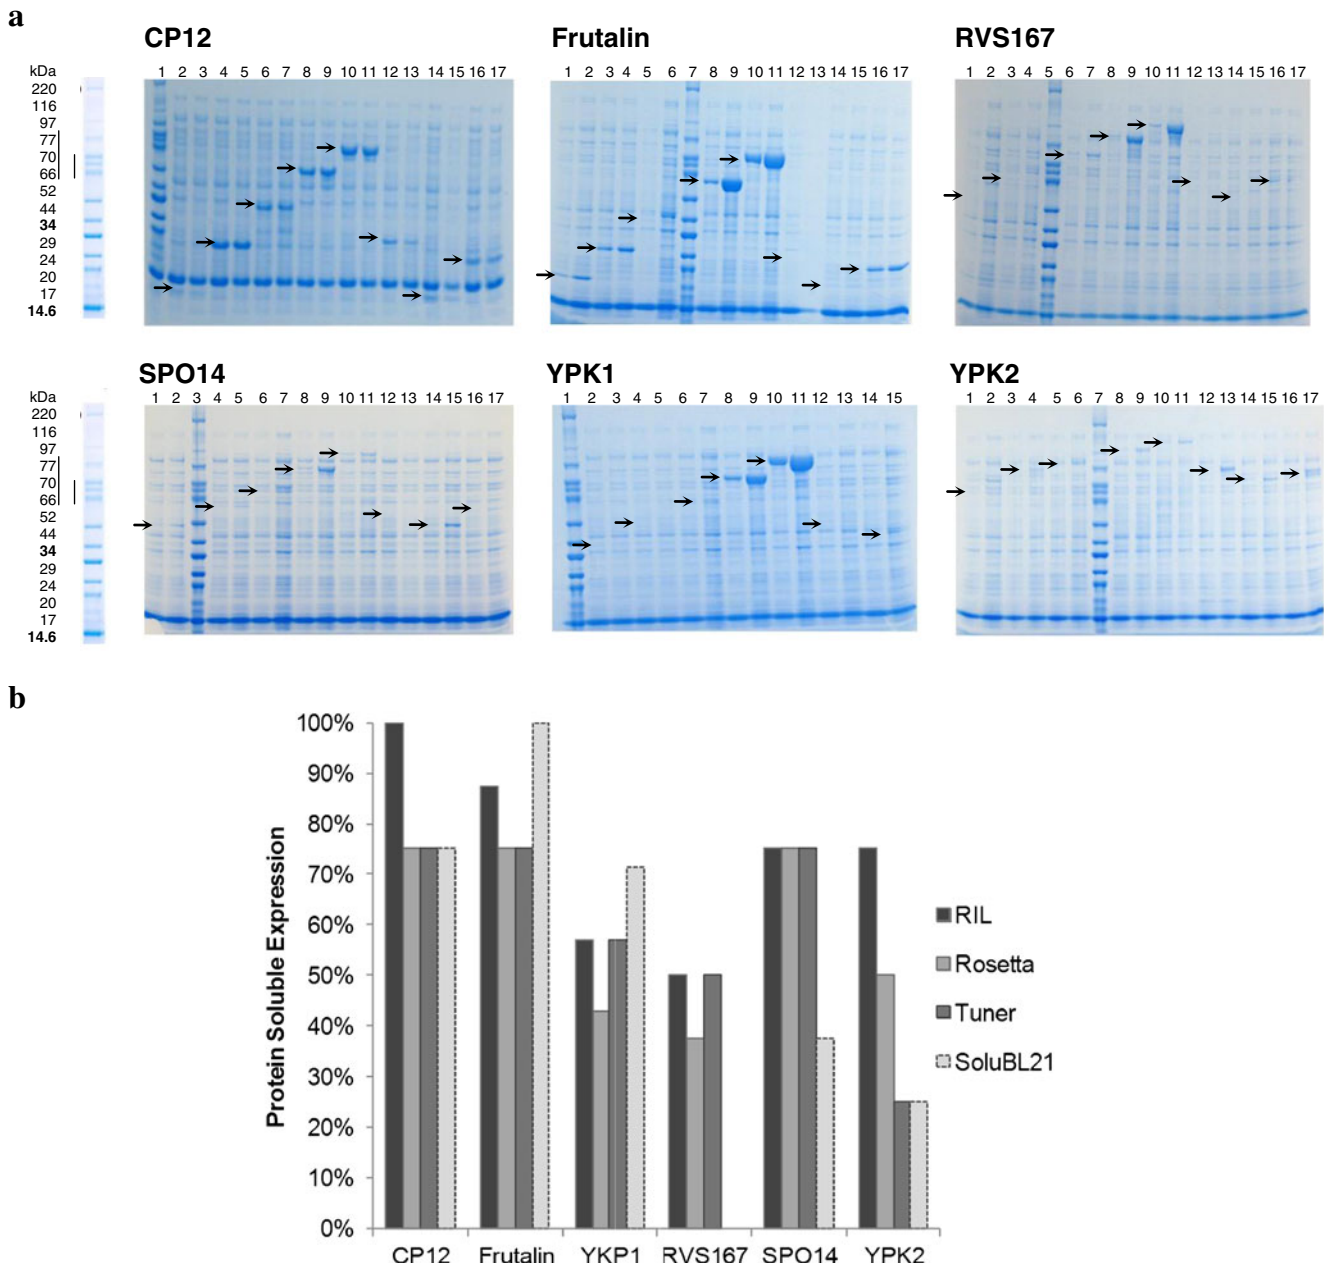 a
CP12
Frutalin
RVS167
kDa
1 2 3 4 5 6 7 8 9 10 11 12 13 14 15 16 17
1 2 3 4 5 6 7 8 9 10 11 12 13 14 15 16 17
1 2 3 4 5 6 7 8 9 10 11 12 13 14 15 16 17
220
116
97
77
70
66
52
44
34
29
24
20
17
14.6
SPO14
YPK1
YPK2
kDa
1 2 3 4 5 6 7 8 9 10 11 12 13 14 15 16 17
1 2 3 4 5 6 7 8 9 10 11 12 13 14 15
1 2 3 4 5 6 7 8 9 10 11 12 13 14 15 16 17
220
116
97
77
70
66
52
44
34
29
24
20
17
14.6
b
Protein Soluble Expression
100%
90%
80%
70%
60%
50%
40%
30%
20%
10%
0%
CP12 Frutalin YKP1 RVS167 SPO14 YPK2
RIL
Rosetta
Tuner
SoluBL21